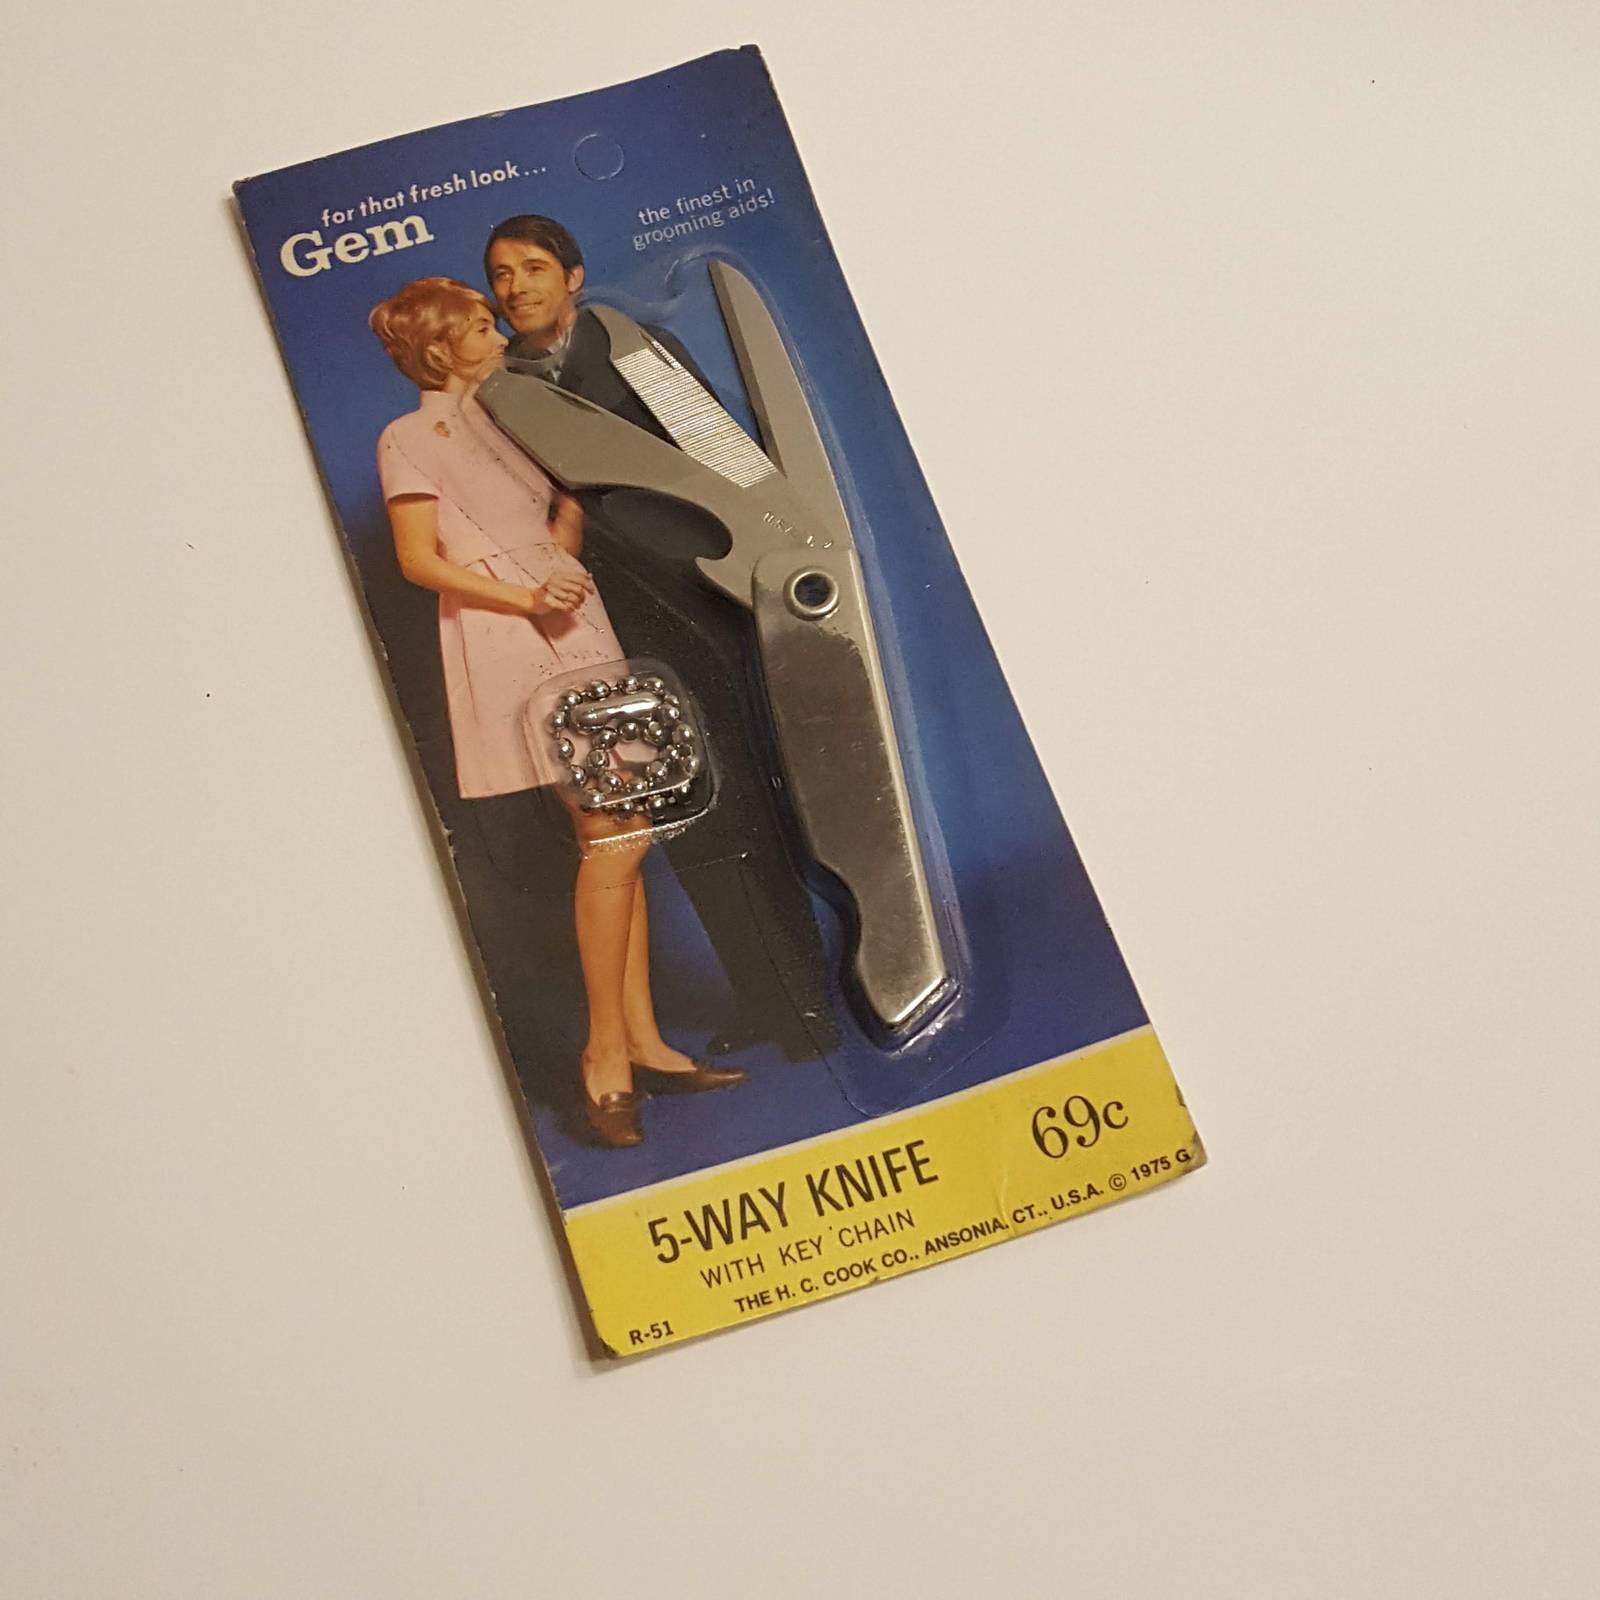 for that fresh look...
Gem
the finest in
grooming aids!
5-WAY KNIFE
69c
WITH KEY CHAIN
THE H. C. COOK CO., ANSONIA, CT., U.S.A. © 1975 G
R-51